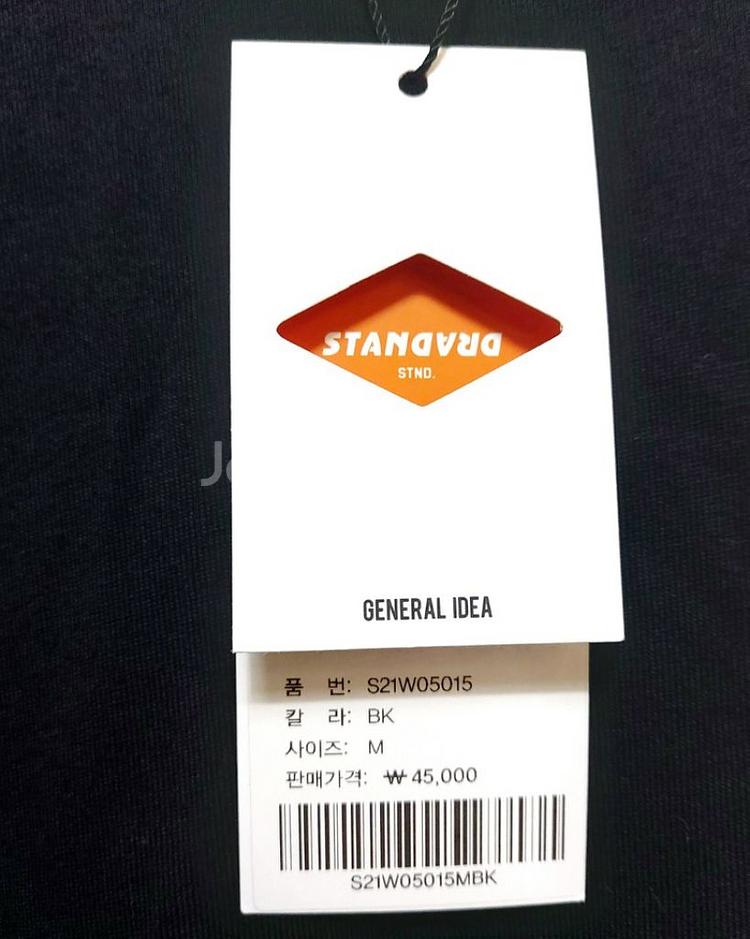 STANDARD
STND.
GENERAL IDEA
품 번: S21W05015
칼 라: BK
사이즈: M
판매가격: ₩ 45,000
S21W05015MBK